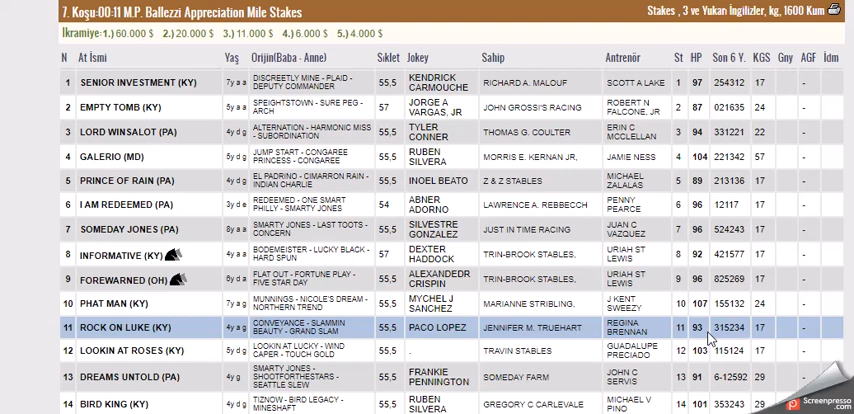 7. Koşu:00:11 M.P. Ballezzi Appreciation Mile Stakes Stakes , 3 ve Yukarı İngilizler, kg, 1600 Kum
İkramiye:1.) 60.000 $ 2.) 20.000 $ 3.) 11.000 $ 4.) 6.000 $ 5.) 4.000 $
N At İsmi Yaş Orijin(Baba - Anne) Sıklet Jokey Sahip Antrenör St HP Son 6 Y. KGS Gny AGF İdm
1 SENIOR INVESTMENT (KY) 7y a a DISCREETLY MINE - PLAID - DEPUTY COMMANDER 55,5 KENDRICK CARMOUCHE RICHARD A. MALOUF SCOTT A LAKE 1 97 254312 17 -
2 EMPTY TOMB (KY) 5y a a SPEIGHTSTOWN - SURE PEG - ARCH 57 JORGE A VARGAS, JR JOHN GROSSI'S RACING ROBERT N FALCONE, JR 2 87 021635 24 -
3 LORD WINSALOT (PA) 4y d g ALTERNATION - HARMONIC MISS - SUBORDINATION 55,5 TYLER CONNER THOMAS G. COULTER ERIN C MCCLELLAN 3 94 331221 22 -
4 GALERIO (MD) 5y d g JUMP START - CONGAREE PRINCESS - CONGAREE 55,5 RUBEN SILVERA MORRIS E. KERNAN JR, JAMIE NESS 4 104 221342 57 -
5 PRINCE OF RAIN (PA) 4y d g EL PADRINO - CIMARRON RAIN - INDIAN CHARLIE 55,5 INOEL BEATO Z & Z STABLES MICHAEL ZALALAS 5 89 213136 17 -
6 I AM REDEEMED (PA) 3y d e REDEEMED - ONE SMART PHILLY - SMARTY JONES 54 ABNER ADORNO LAWRENCE A. REBBECCH PENNY PEARCE 6 96 12117 17 -
7 SOMEDAY JONES (PA) 7y a a SMARTY JONES - LAST TOOTS - CONCERN 55,5 SILVESTRE GONZALEZ JUST IN TIME RACING JUAN C VAZQUEZ 7 96 524243 17 -
8 INFORMATIVE (KY) 4y a a BODEMEISTER - LUCKY BLACK - HARD SPUN 57 DEXTER HADDOCK TRIN-BROOK STABLES, URIAH ST LEWIS 8 92 421577 17 -
9 FOREWARNED (OH) 8y d a FLAT OUT - FORTUNE PLAY - FIVE STAR DAY 55,5 ALEXANDEDR CRISPIN TRIN-BROOK STABLES, URIAH ST LEWIS 9 96 825269 17 -
10 PHAT MAN (KY) 7y a g MUNNINGS - NICOLE'S DREAM - NORTHERN TREND 55,5 MYCHEL J SANCHEZ MARIANNE STRIBLING, J KENT SWEEZY 10 107 155132 24 -
11 ROCK ON LUKE (KY) 4y a g CONVEYANCE - SLAMMIN BEAUTY - GRAND SLAM 55,5 PACO LOPEZ JENNIFER M. TRUEHART REGINA BRENNAN 11 93 315234 17 -
12 LOOKIN AT ROSES (KY) 5y d g LOOKIN AT LUCKY - WIND CAPER - TOUCH GOLD 55,5 . TRAVIN STABLES GUADALUPE PRECIADO 12 103 115124 17 -
13 DREAMS UNTOLD (PA) 4y g SMARTY JONES - SHOOTFORTHESTARS - SEATTLE SLEW 55,5 FRANKIE PENNINGTON SOMEDAY FARM JOHN C SERVIS 13 91 6-12592 29 -
14 BIRD KING (KY) 4y d g TIZNOW - BIRD LEGACY - MINESHAFT 55,5 RUBEN SILVERA GREGORY C CARLEVALE MICHAEL V PINO 14 101 353243 29 -
Screenpresso
.com